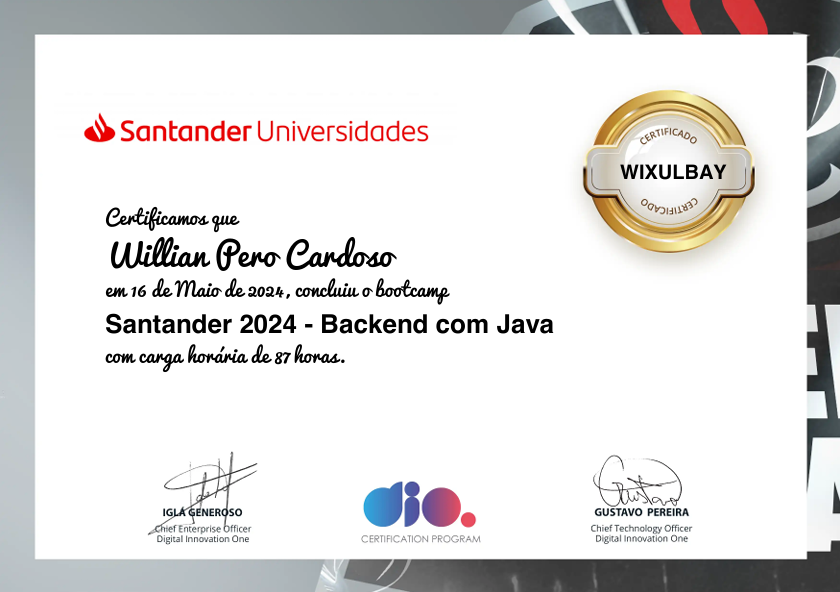 Santander Universidades
CERTIFICADO
WIXULBAY
CERTIFICADO
Certificamos que
Willian Pero Cardoso
em 16 de Maio de 2024, concluiu o bootcamp
Santander 2024 - Backend com Java
com carga horária de 87 horas.
IGLÁ GENEROSO
Chief Enterprise Officer
Digital Innovation One
dio.
CERTIFICATION PROGRAM
GUSTAVO PEREIRA
Chief Technology Officer
Digital Innovation One